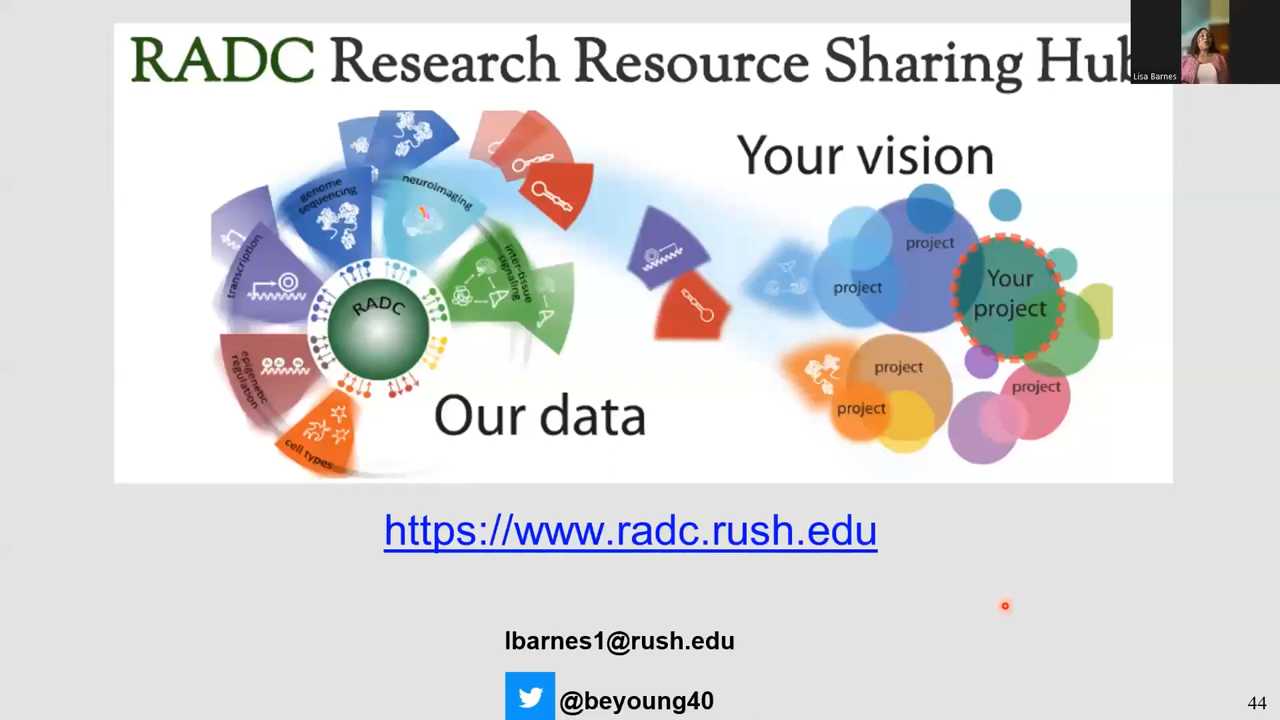 RADC Research Resource Sharing Hub
Lisa Barnes
Your vision
genome sequencing
neuroimaging
transcription
inter-tissue signaling
RADC
epigenetic regulation
cell types
Our data
project
project
Your
project
project
project
project
https://www.radc.rush.edu
lbarnes1@rush.edu
@beyoung40
44